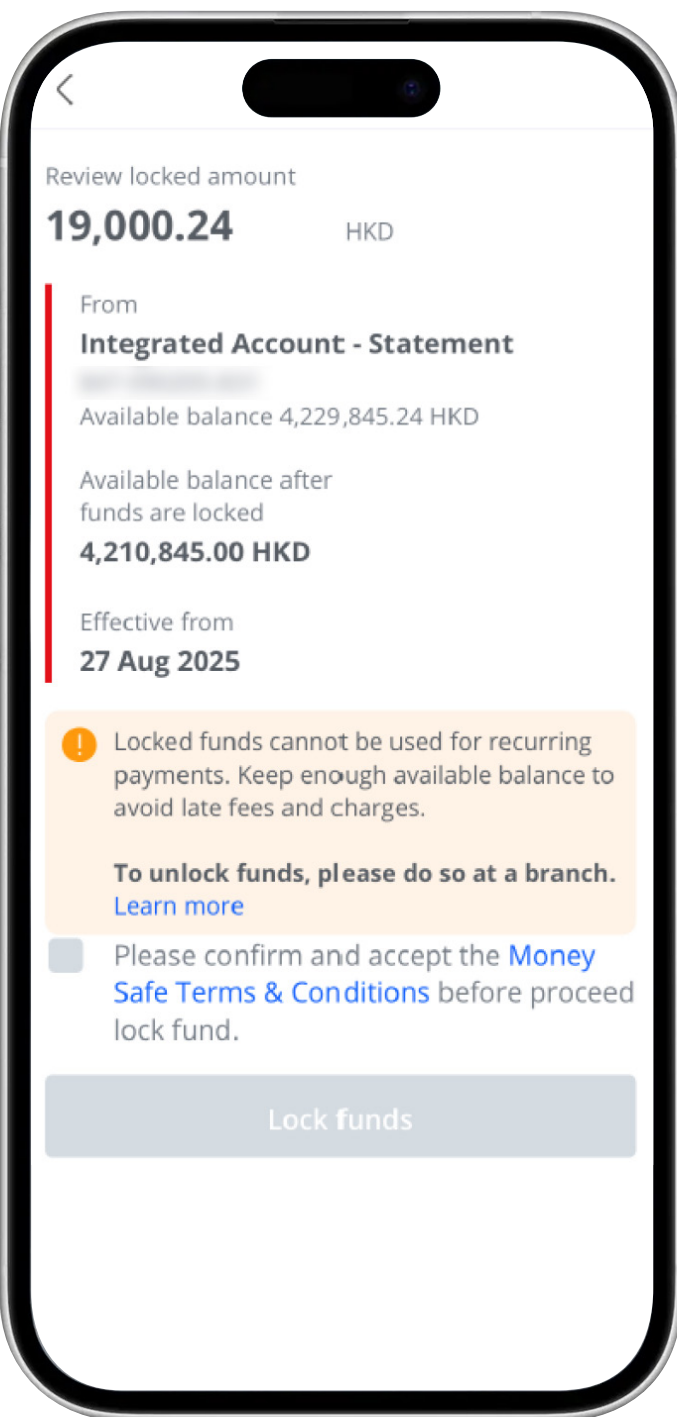 Review locked amount
19,000.24 HKD
From
Integrated Account - Statement
Available balance 4,229,845.24 HKD
Available balance after
funds are locked
4,210,845.00 HKD
Effective from
27 Aug 2025
Locked funds cannot be used for recurring
payments. Keep enough available balance to
avoid late fees and charges.
To unlock funds, please do so at a branch.
Learn more
Please confirm and accept the Money
Safe Terms & Conditions before proceed
lock fund.
Lock funds